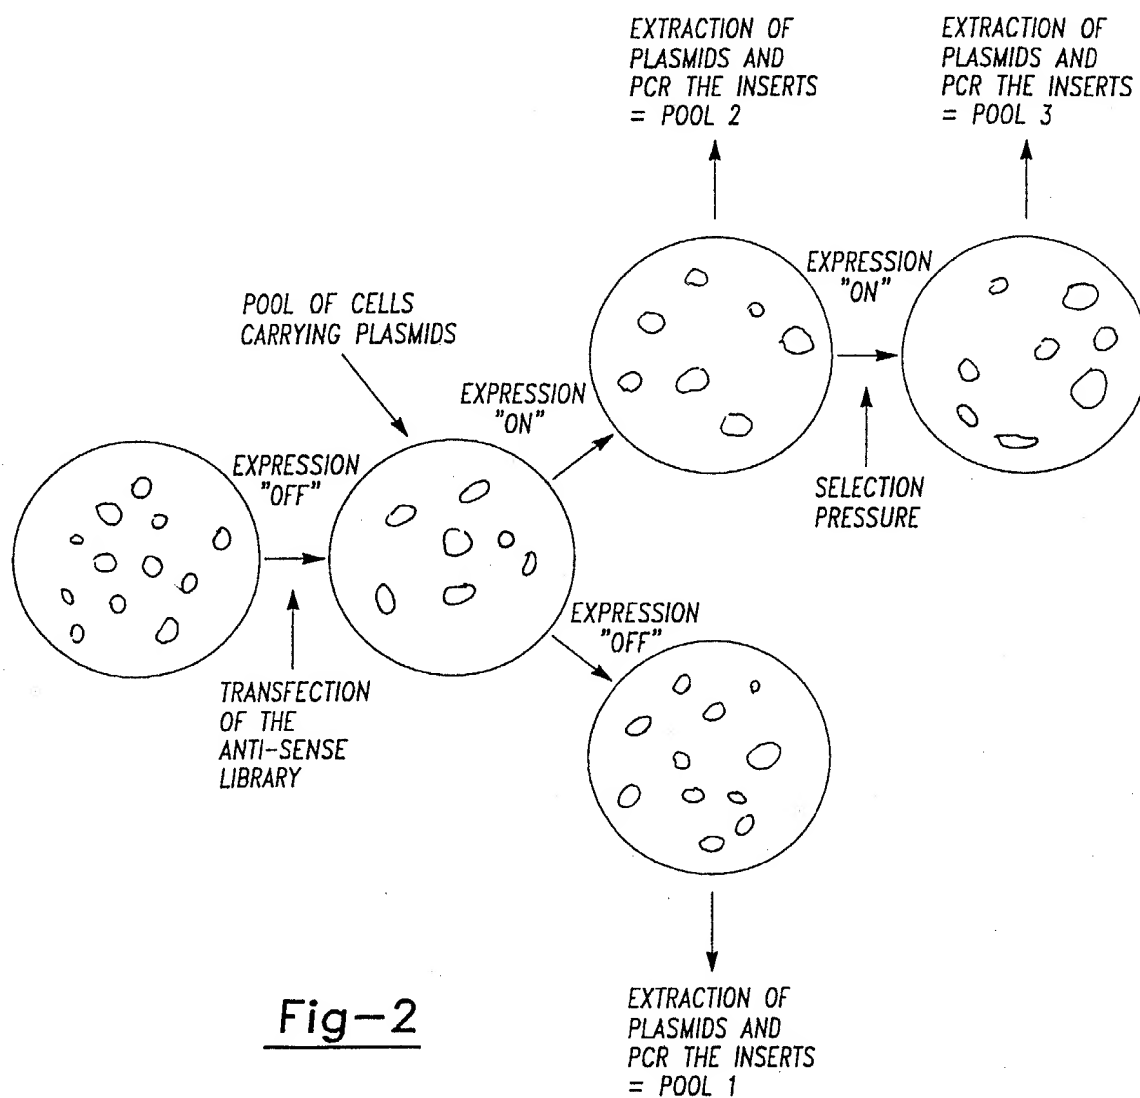 EXTRACTION OF
PLASMIDS AND
PCR THE INSERTS
= POOL 2
EXTRACTION OF
PLASMIDS AND
PCR THE INSERTS
= POOL 3
EXPRESSION
"ON"
POOL OF CELLS
CARRYING PLASMIDS
EXPRESSION
"ON"
EXPRESSION
"OFF"
SELECTION
PRESSURE
EXPRESSION
"OFF"
TRANSFECTION
OF THE
ANTI-SENSE
LIBRARY
Fig-2
EXTRACTION OF
PLASMIDS AND
PCR THE INSERTS
= POOL 1